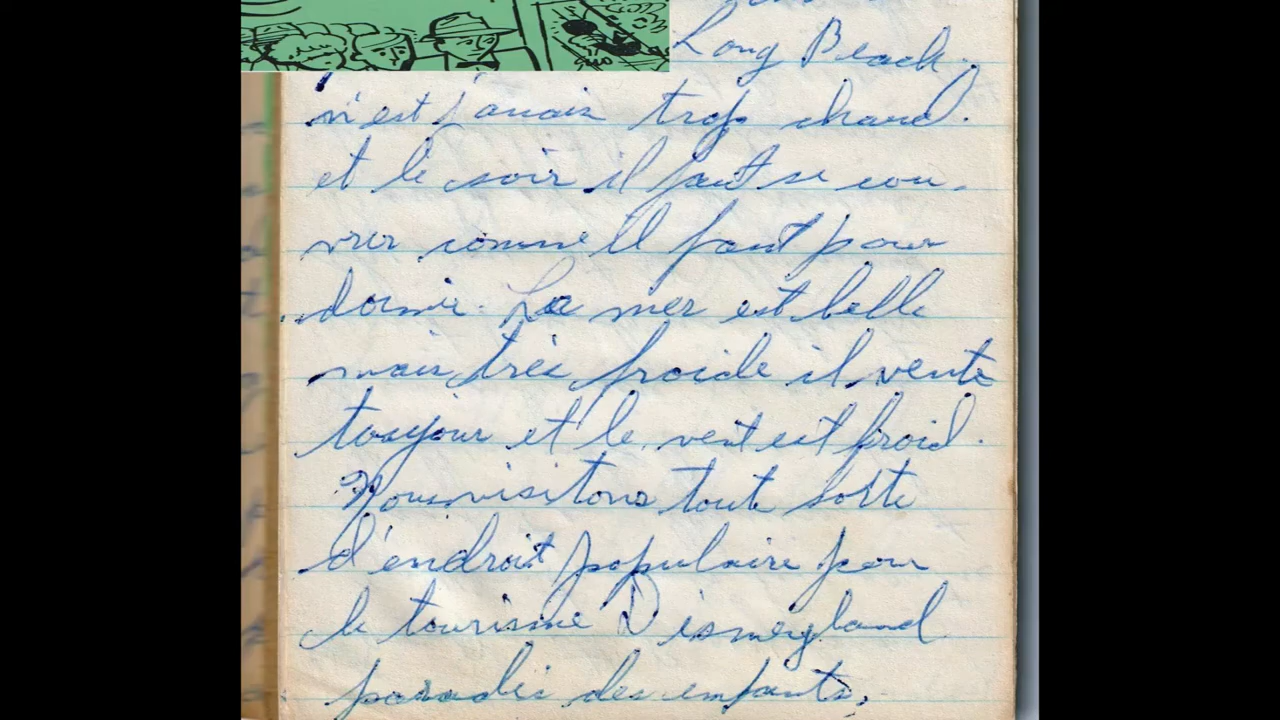 Long Beach.
n'est jamais trop chaud.
et le soir il faut se cou-
vrir comme il faut pour
dormir. La mer est belle
mais très froide il vente
toujour et le vent est froid.
Nous visitons toute sorte
d'endroit populaire pour
le tourisme Disneyland
paradis des enfants,